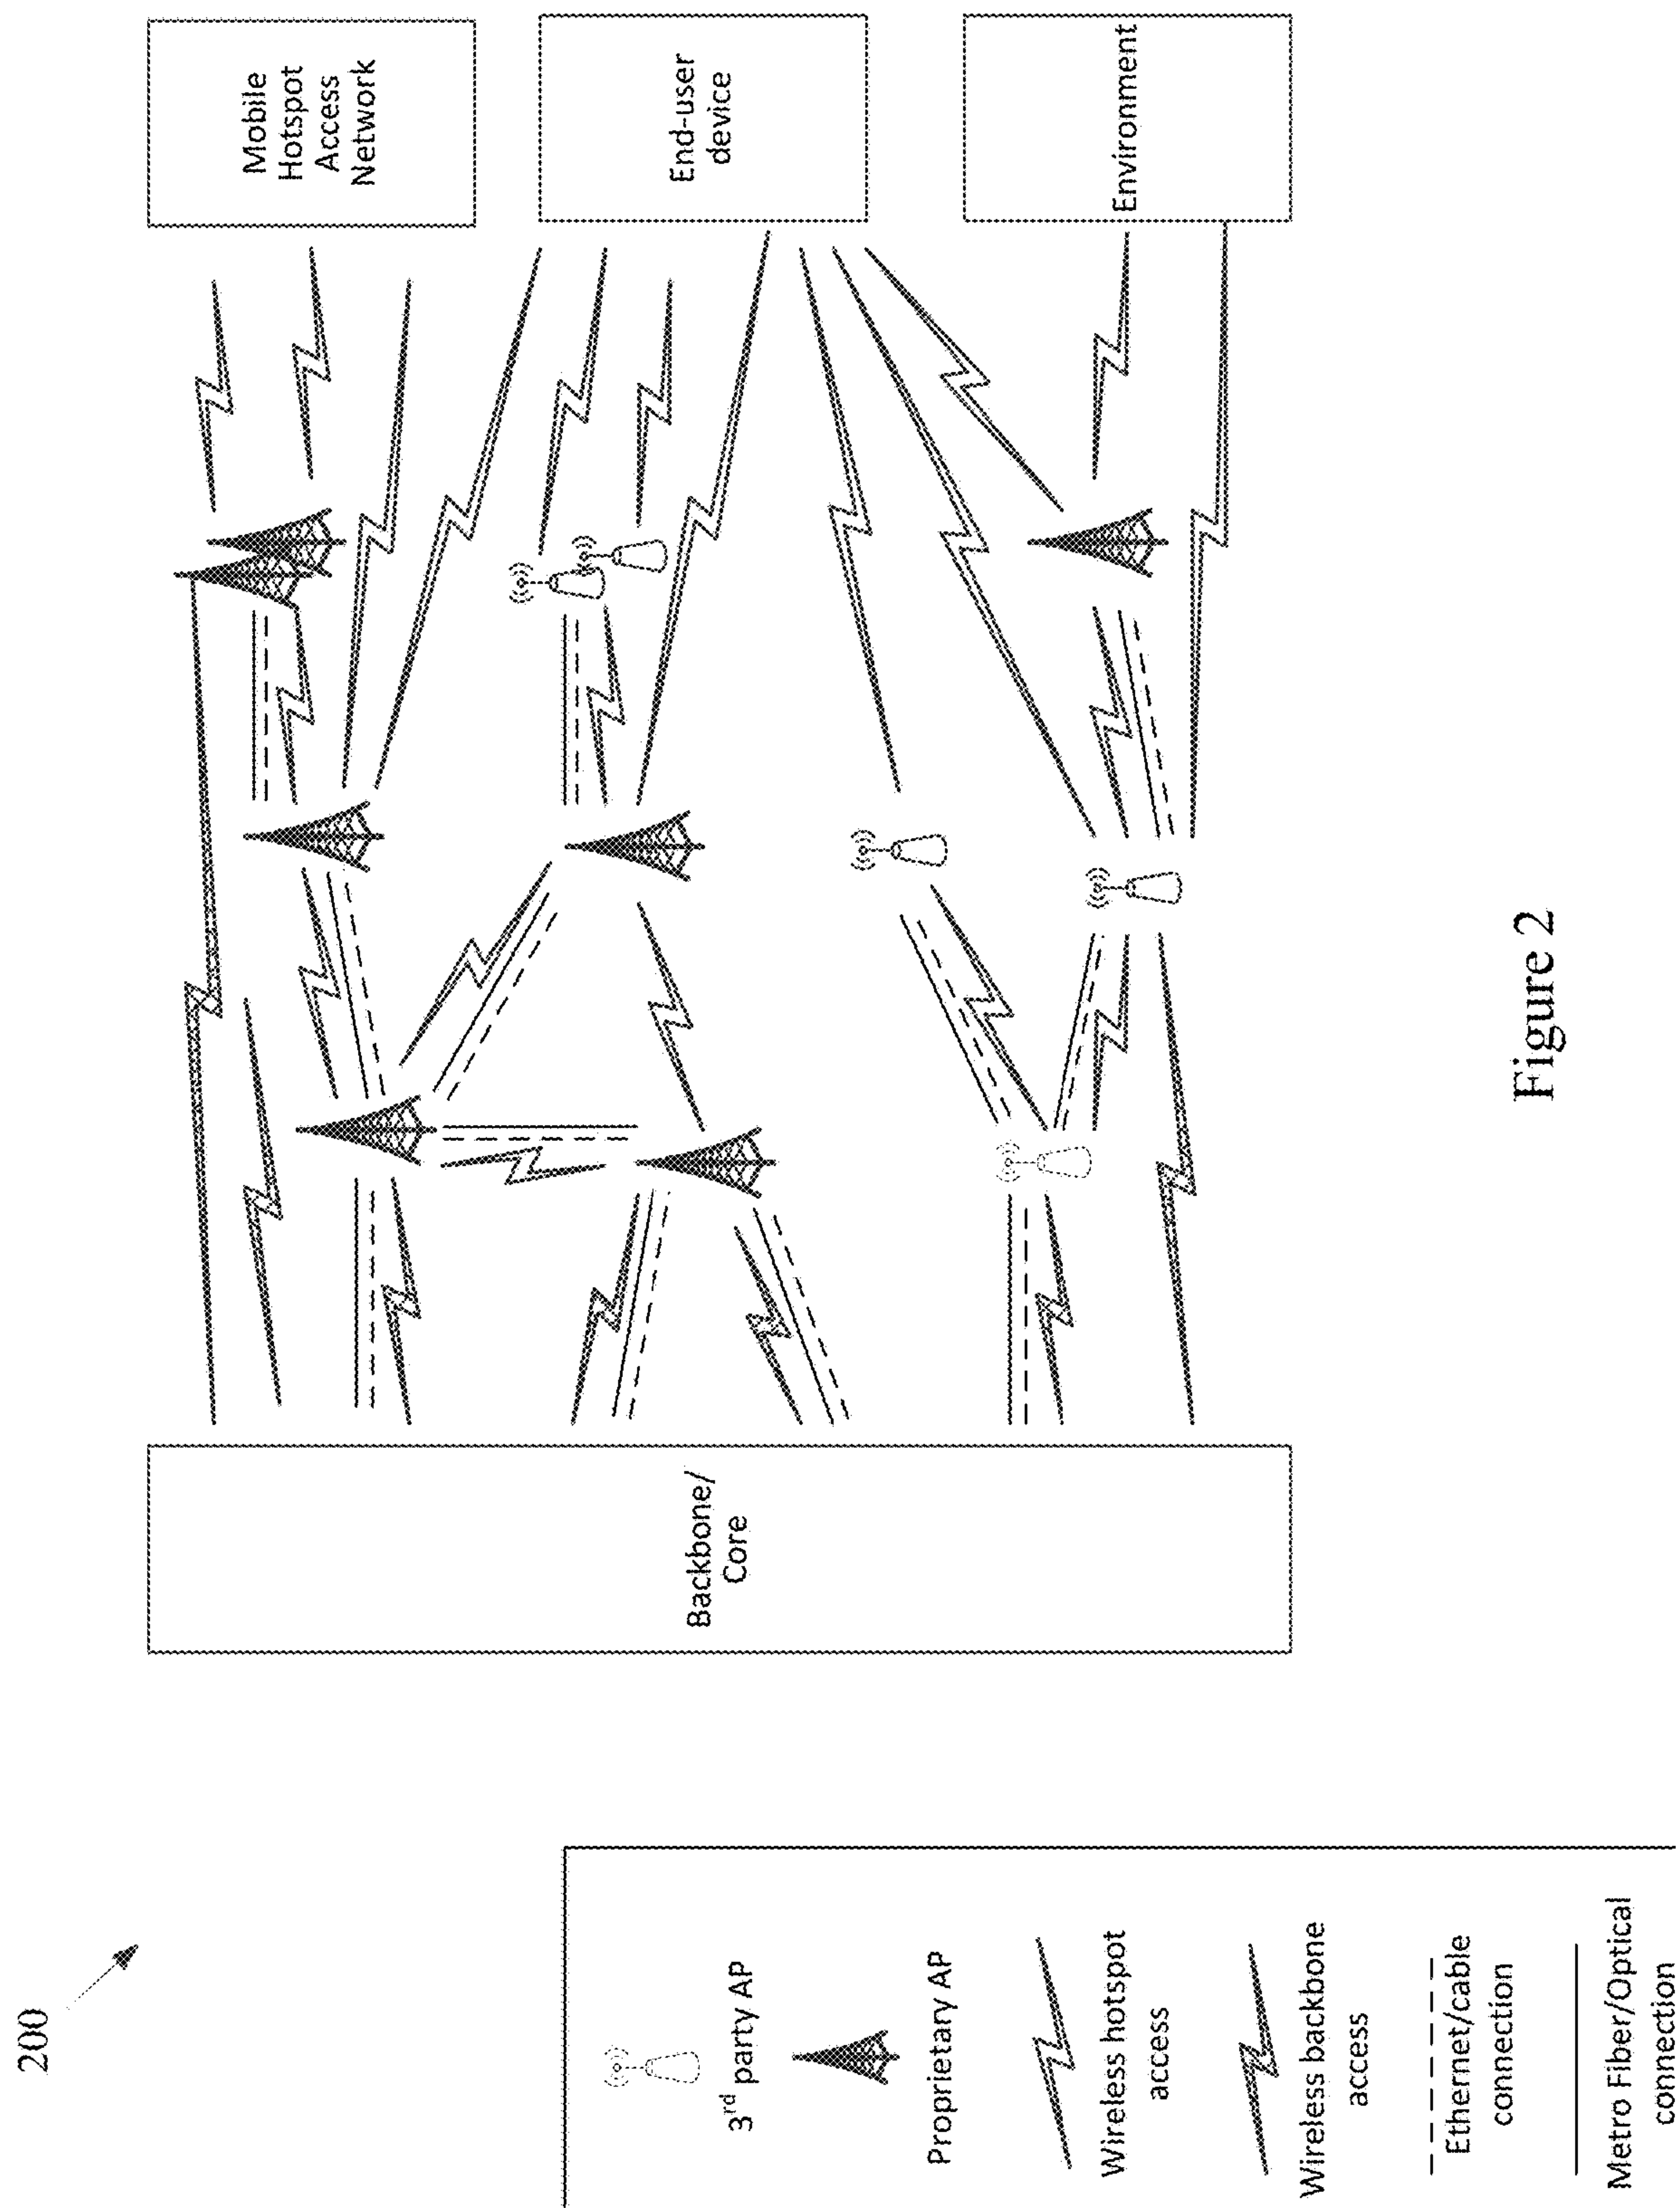 200
Mobile
Hotspot
Access
Network
End-user
device
Environment
Backbone/
Core
3rd party AP
Proprietary AP
Wireless hotspot
access
Wireless backbone
access
Ethernet/cable
connection
Metro Fiber/Optical
connection
Figure 2